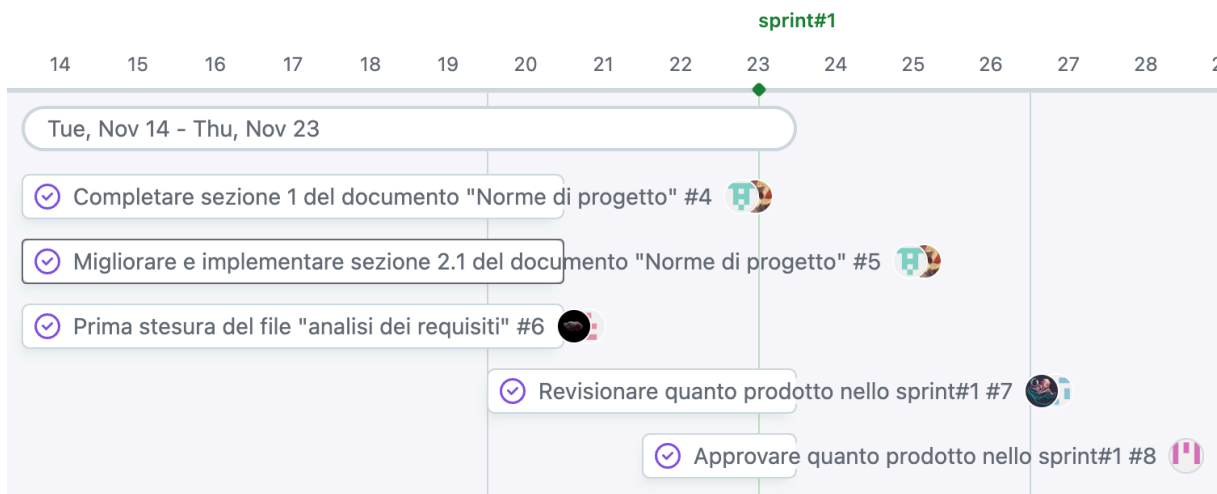 sprint#1
14 15 16 17 18 19 20 21 22 23 24 25 26 27 28
Tue, Nov 14 - Thu, Nov 23
Completare sezione 1 del documento "Norme di progetto" #4
Migliorare e implementare sezione 2.1 del documento "Norme di progetto" #5
Prima stesura del file "analisi dei requisiti" #6
Revisionare quanto prodotto nello sprint#1 #7
Approvare quanto prodotto nello sprint#1 #8